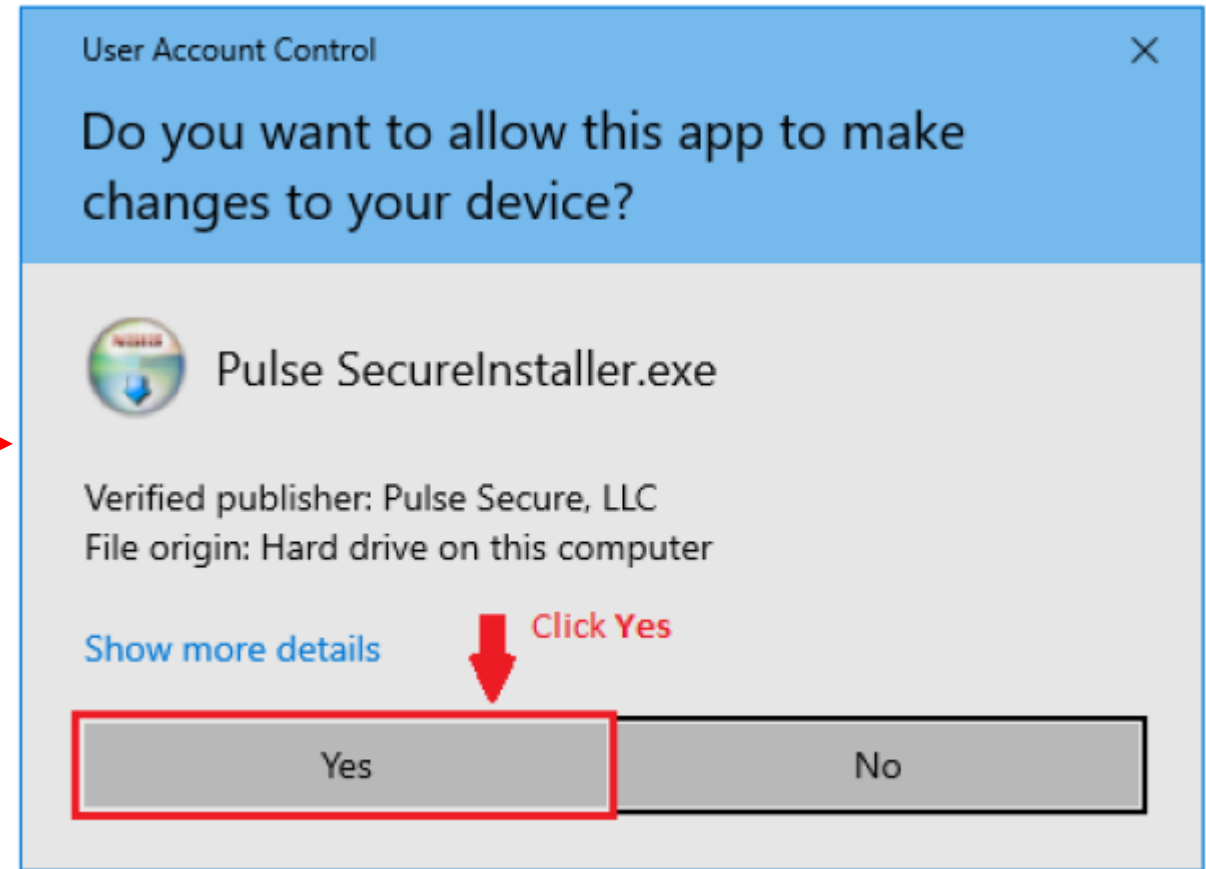 User Account Control
Do you want to allow this app to make
changes to your device?
Pulse SecureInstaller.exe
Verified publisher: Pulse Secure, LLC
File origin: Hard drive on this computer
Click Yes
Show more details
Yes
No